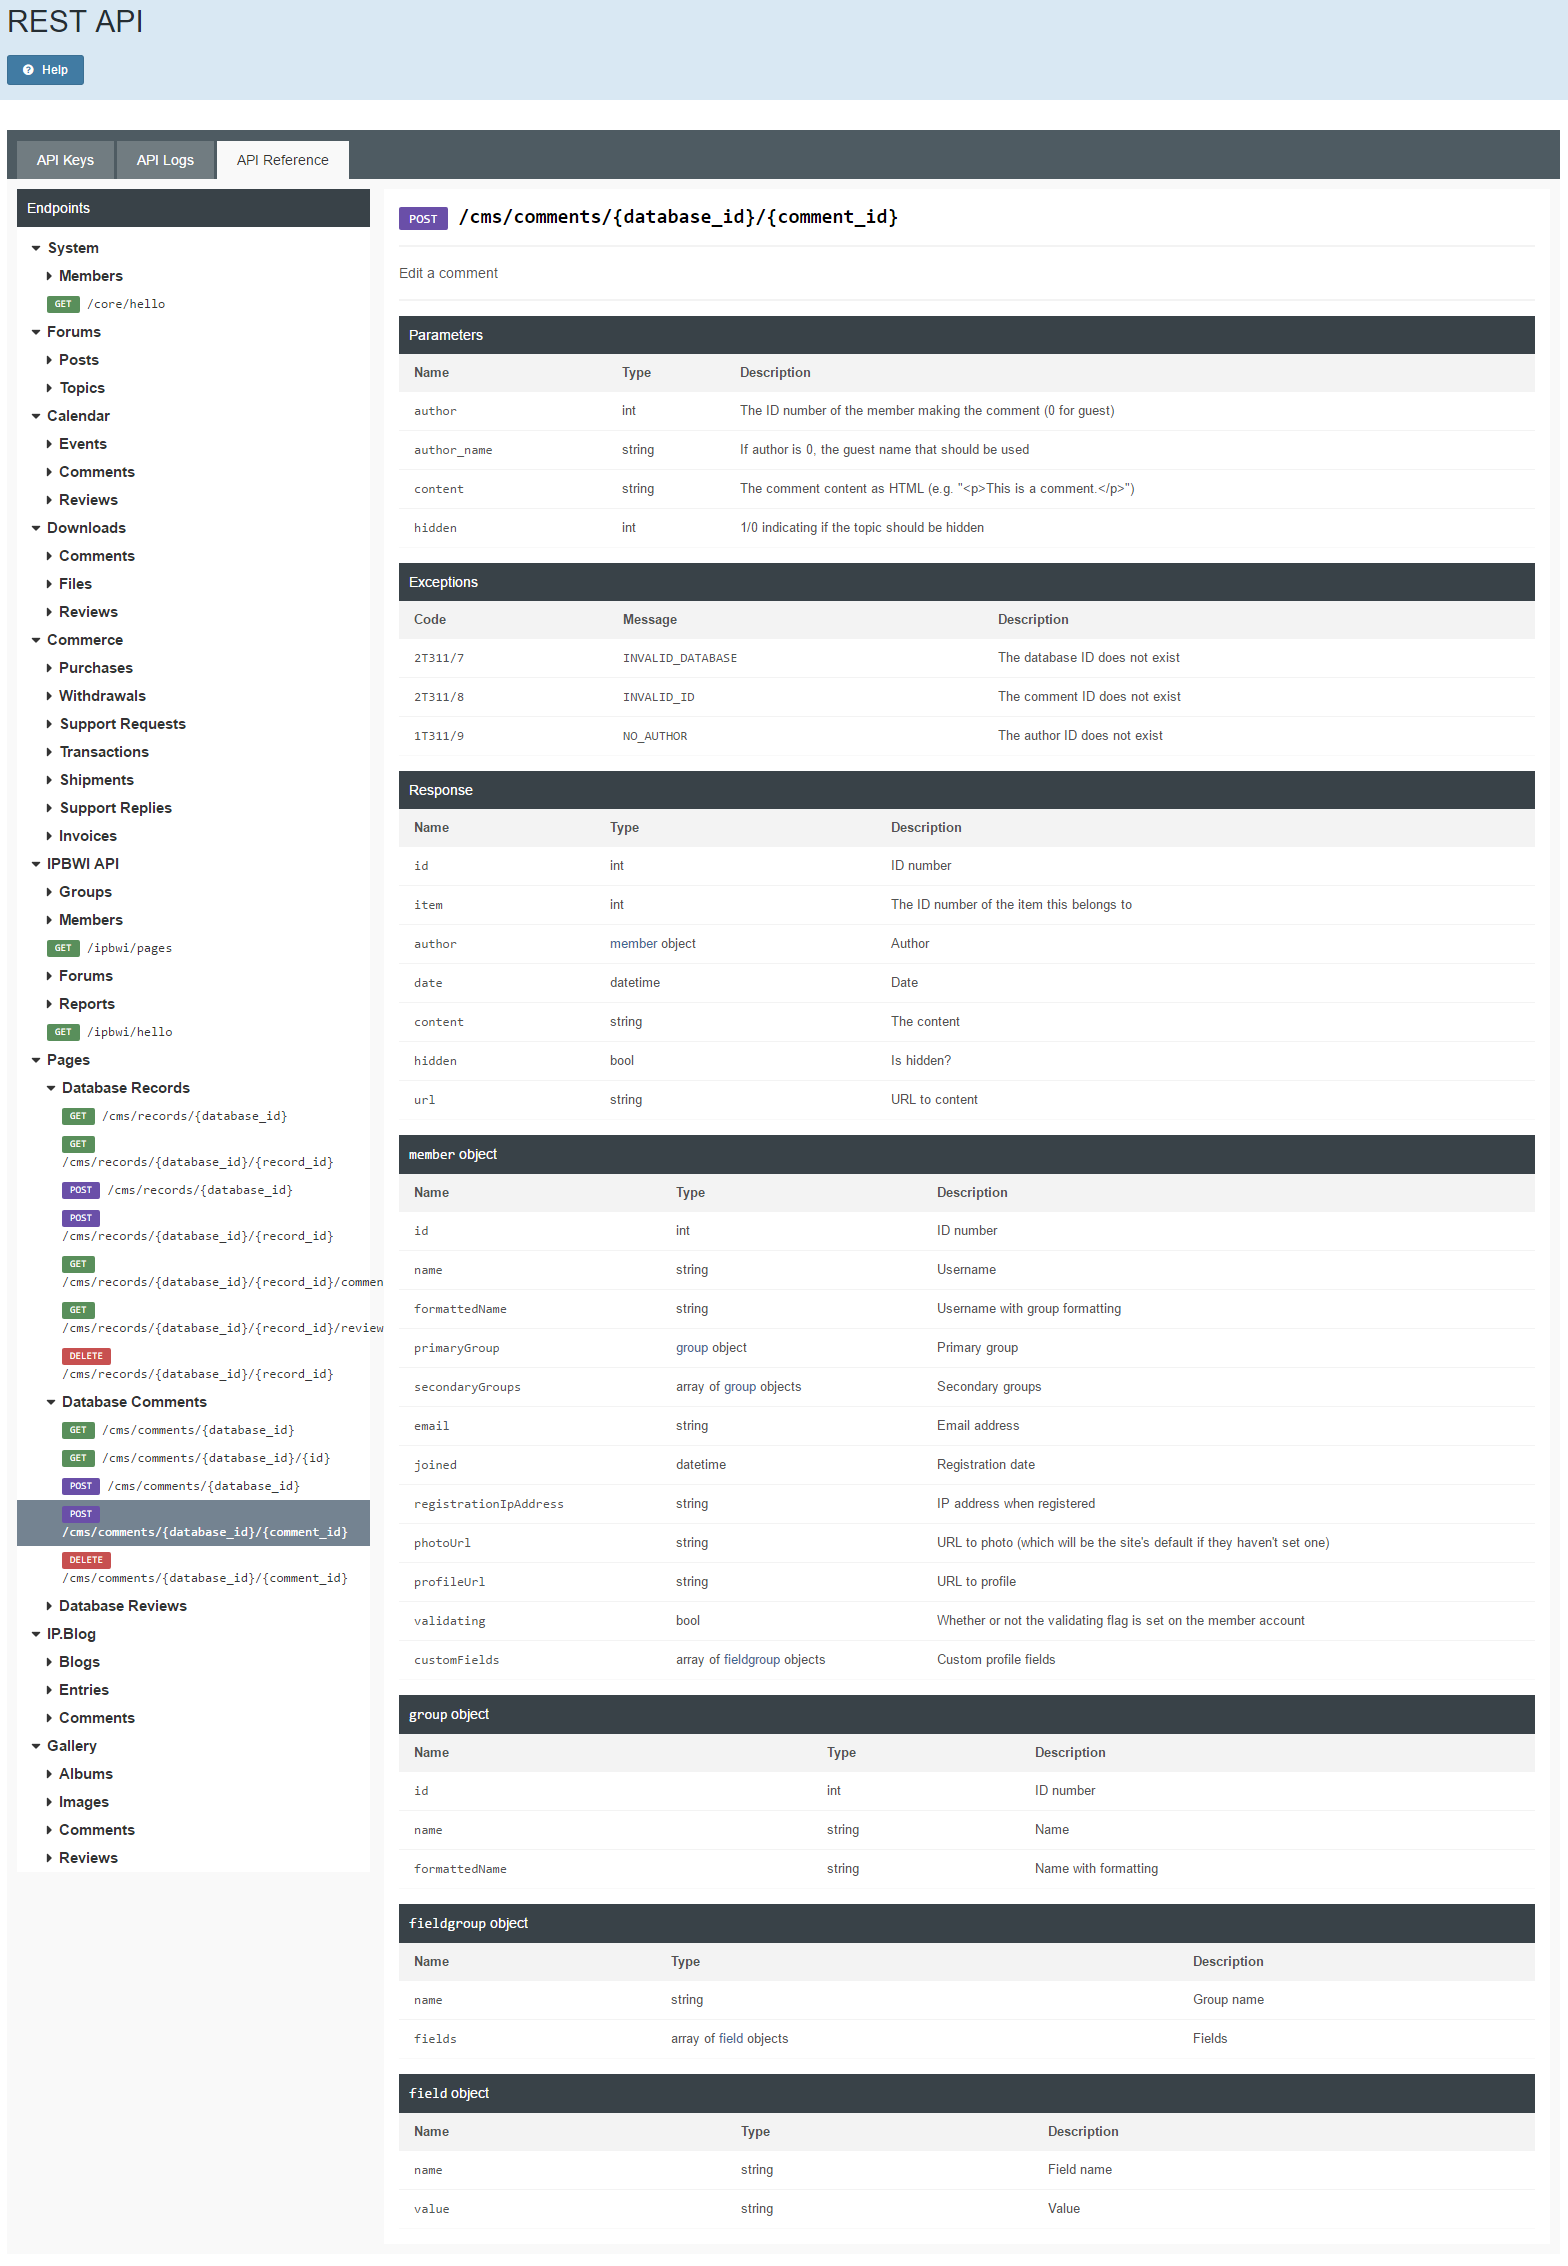 REST API
Help
API Keys API Logs API Reference
Endpoints
System
Members
GET /core/hello
Forums
Posts
Topics
Calendar
Events
Comments
Reviews
Downloads
Comments
Files
Reviews
Commerce
Purchases
Withdrawals
Support Requests
Transactions
Shipments
Support Replies
Invoices
IPBWI API
Groups
Members
GET /ipbwi/pages
Forums
Reports
GET /ipbwi/hello
Pages
Database Records
GET /cms/records/{database_id}
GET
/cms/records/{database_id}/{record_id}
POST /cms/records/{database_id}
POST
/cms/records/{database_id}/{record_id}
GET
/cms/records/{database_id}/{record_id}/commen
GET
/cms/records/{database_id}/{record_id}/review
DELETE
/cms/records/{database_id}/{record_id}
Database Comments
GET /cms/comments/{database_id}
GET /cms/comments/{database_id}/{id}
POST /cms/comments/{database_id}
POST
/cms/comments/{database_id}/{comment_id}
DELETE
/cms/comments/{database_id}/{comment_id}
Database Reviews
IP.Blog
Blogs
Entries
Comments
Gallery
Albums
Images
Comments
Reviews
POST /cms/comments/{database_id}/{comment_id}
Edit a comment
Parameters
Name Type Description
author int The ID number of the member making the comment (0 for guest)
author_name string If author is 0, the guest name that should be used
content string The comment content as HTML (e.g. "<p>This is a comment.</p>")
hidden int 1/0 indicating if the topic should be hidden
Exceptions
Code Message Description
2T311/7 INVALID_DATABASE The database ID does not exist
2T311/8 INVALID_ID The comment ID does not exist
1T311/9 NO_AUTHOR The author ID does not exist
Response
Name Type Description
id int ID number
item int The ID number of the item this belongs to
author member object Author
date datetime Date
content string The content
hidden bool Is hidden?
url string URL to content
member object
Name Type Description
id int ID number
name string Username
formattedName string Username with group formatting
primaryGroup group object Primary group
secondaryGroups array of group objects Secondary groups
email string Email address
joined datetime Registration date
registrationIpAddress string IP address when registered
photoUrl string URL to photo (which will be the site's default if they haven't set one)
profileUrl string URL to profile
validating bool Whether or not the validating flag is set on the member account
customFields array of fieldgroup objects Custom profile fields
group object
Name Type Description
id int ID number
name string Name
formattedName string Name with formatting
fieldgroup object
Name Type Description
name string Group name
fields array of field objects Fields
field object
Name Type Description
name string Field name
value string Value